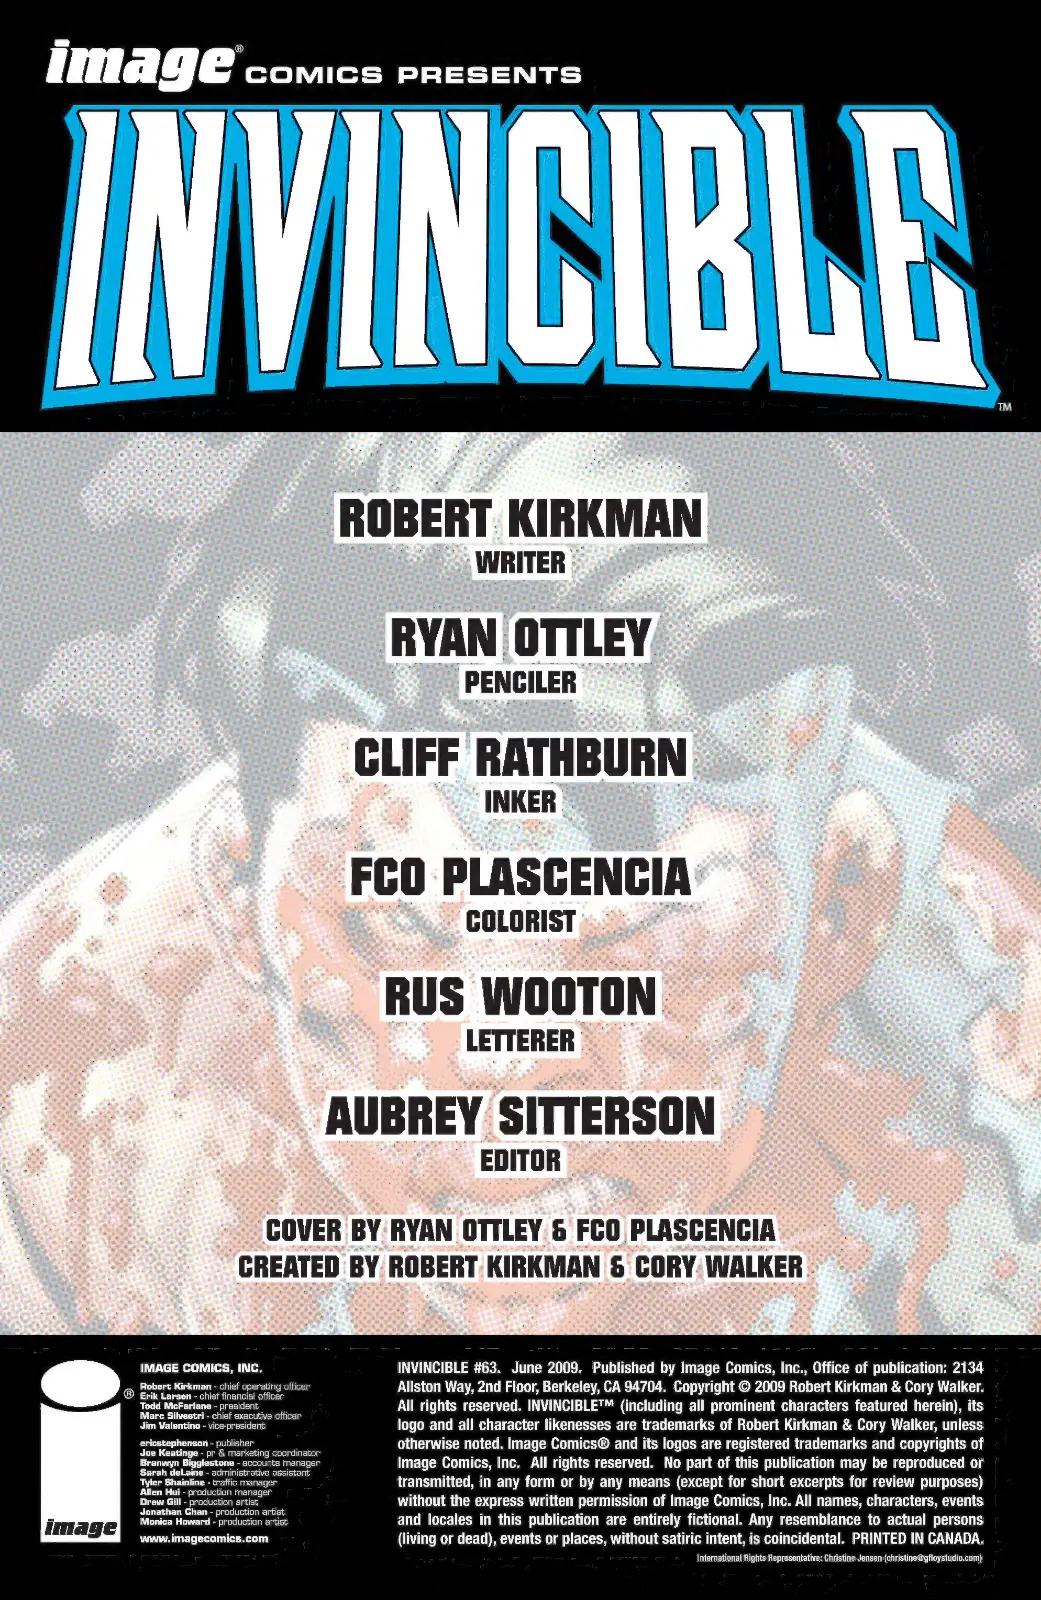 image® COMICS PRESENTS
INVINCIBLE™
ROBERT KIRKMAN
WRITER
RYAN OTTLEY
PENCILER
CLIFF RATHBURN
INKER
FCO PLASCENCIA
COLORIST
RUS WOOTON
LETTERER
AUBREY SITTERSON
EDITOR
COVER BY RYAN OTTLEY & FCO PLASCENCIA
CREATED BY ROBERT KIRKMAN & CORY WALKER
®
image
IMAGE COMICS, INC.
Robert Kirkman - chief operating officer
Erik Larsen - chief financial officer
Todd McFarlane - president
Marc Silvestri - chief executive officer
Jim Valentino - vice-president
ericstephenson - publisher
Joe Keatinge - pr & marketing coordinator
Branwyn Bigglestone - accounts manager
Sarah deLaine - administrative assistant
Tyler Shainline - traffic manager
Allen Hui - production manager
Drew Gill - production artist
Jonathan Chan - production artist
Monica Howard - production artist
www.imagecomics.com
INVINCIBLE #63. June 2009. Published by Image Comics, Inc., Office of publication: 2134
Allston Way, 2nd Floor, Berkeley, CA 94704. Copyright © 2009 Robert Kirkman & Cory Walker.
All rights reserved. INVINCIBLE™ (including all prominent characters featured herein), its
logo and all character likenesses are trademarks of Robert Kirkman & Cory Walker, unless
otherwise noted. Image Comics® and its logos are registered trademarks and copyrights of
Image Comics, Inc. All rights reserved. No part of this publication may be reproduced or
transmitted, in any form or by any means (except for short excerpts for review purposes)
without the express written permission of Image Comics, Inc. All names, characters, events
and locales in this publication are entirely fictional. Any resemblance to actual persons
(living or dead), events or places, without satiric intent, is coincidental. PRINTED IN CANADA.
International Rights Representative: Christine Jensen (christine@gfloystudio.com)